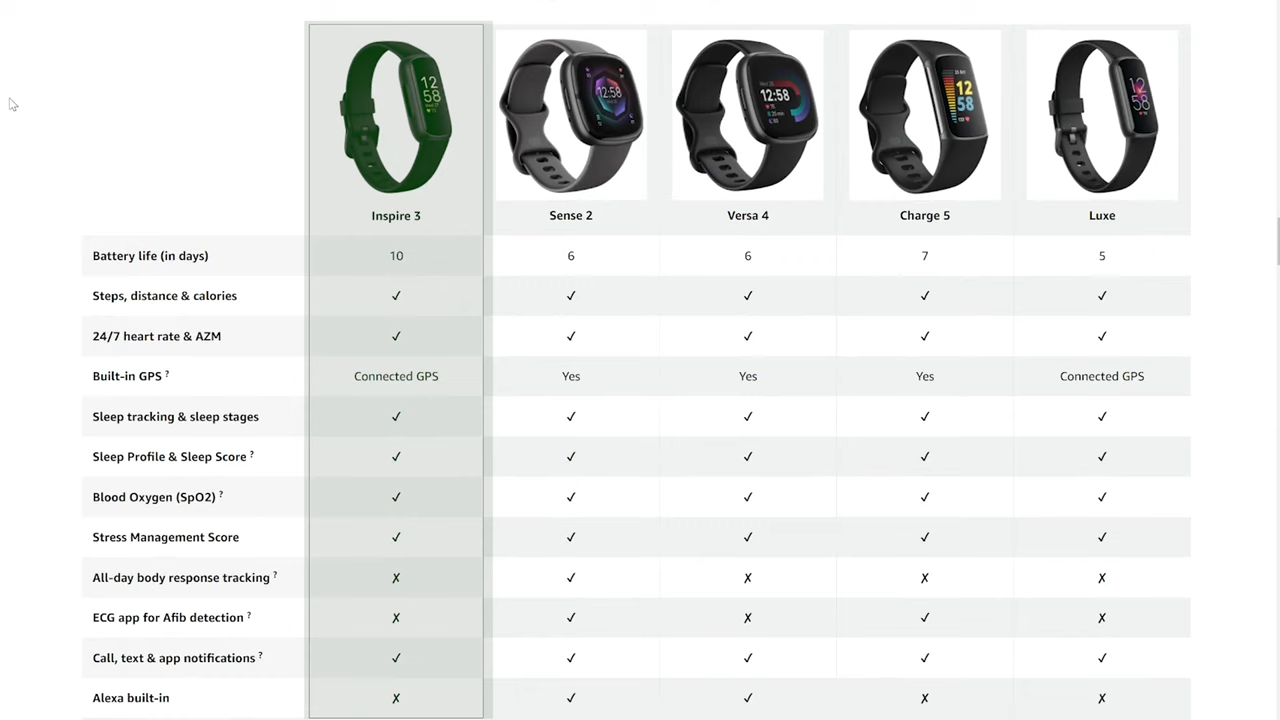 Inspire 3 Sense 2 Versa 4 Charge 5 Luxe
Battery life (in days) 10 6 6 7 5
Steps, distance & calories ✓ ✓ ✓ ✓ ✓
24/7 heart rate & AZM ✓ ✓ ✓ ✓ ✓
Built-in GPS ? Connected GPS Yes Yes Yes Connected GPS
Sleep tracking & sleep stages ✓ ✓ ✓ ✓ ✓
Sleep Profile & Sleep Score ? ✓ ✓ ✓ ✓ ✓
Blood Oxygen (SpO2) ? ✓ ✓ ✓ ✓ ✓
Stress Management Score ✓ ✓ ✓ ✓ ✓
All-day body response tracking ? ✗ ✓ ✗ ✗ ✗
ECG app for Afib detection ? ✗ ✓ ✗ ✓ ✗
Call, text & app notifications ? ✓ ✓ ✓ ✓ ✓
Alexa built-in ✗ ✓ ✓ ✗ ✗
12
58
12:58
12:58
12
58
12
58